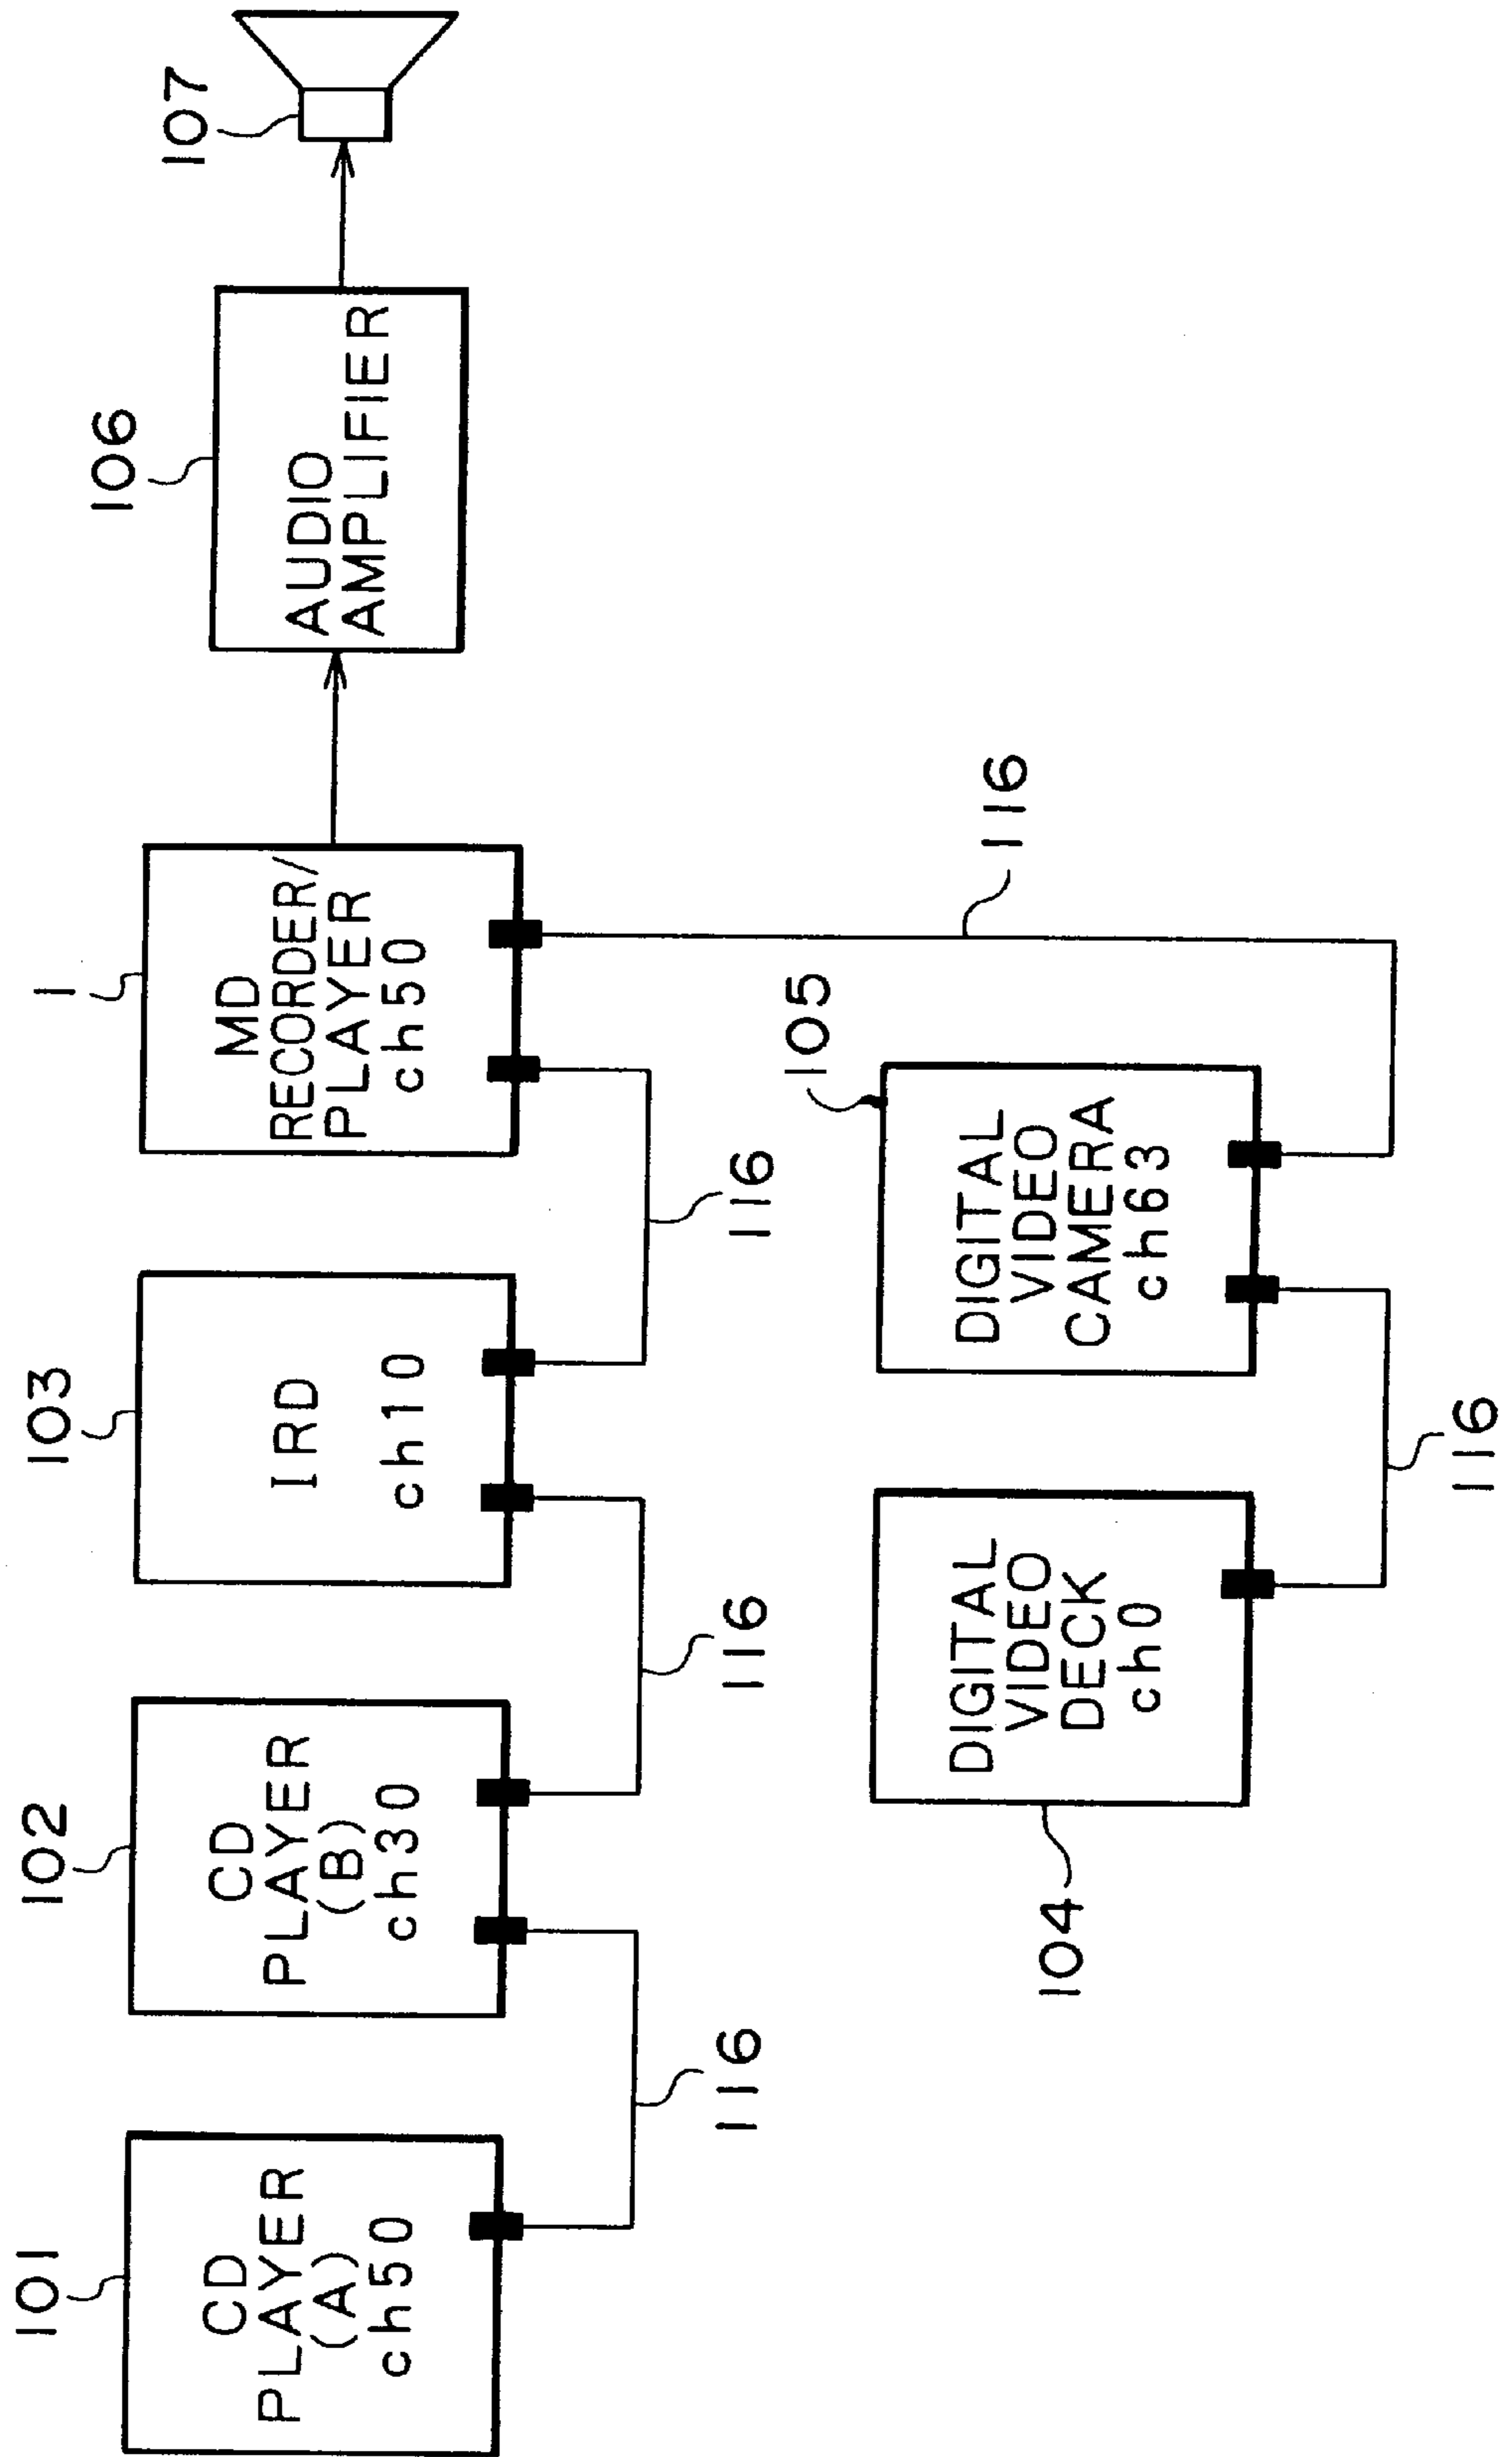 101
CD
PLAYER
(A)
ch50
102
CD
PLAYER
(B)
ch30
103
IRD
ch10
1
MD
RECORDER/
PLAYER
ch50
106
AUDIO
AMPLIFIER
107
116
116
116
116
104
DIGITAL
VIDEO
DECK
ch0
105
DIGITAL
VIDEO
CAMERA
ch63
116